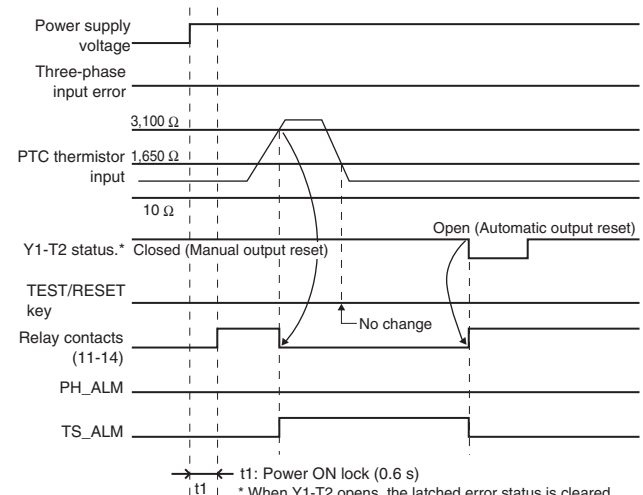 Power supply
voltage
Three-phase
input error
3,100 Ω
PTC thermistor
input
1,650 Ω
10 Ω
Open (Automatic output reset)
Y1-T2 status.* Closed (Manual output reset)
TEST/RESET
key
No change
Relay contacts
(11-14)
PH_ALM
TS_ALM
t1
t1: Power ON lock (0.6 s)
* When Y1-T2 opens, the latched error status is cleared